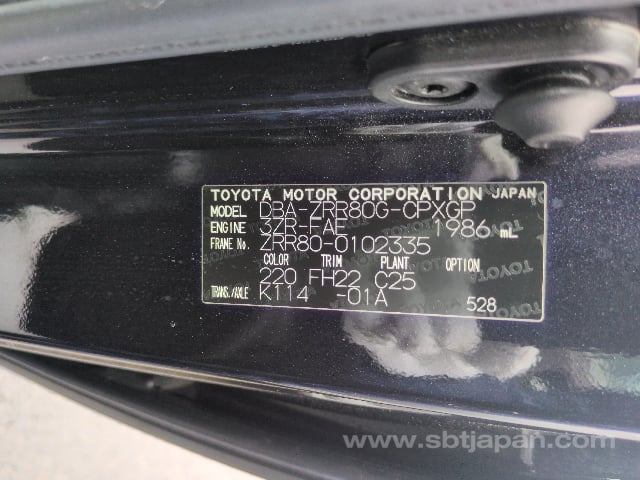 TOYOTA MOTOR CORPORATION JAPAN
MODEL DBA-ZRR80G-GPXGP
ENGINE 3ZR-FAE 1986 mL
FRAME No. ZRR80-0102335
COLOR TRIM PLANT OPTION
220 FH22 C25
TRANS./AXLE K114 -01A 528
www.sbtjapan.com